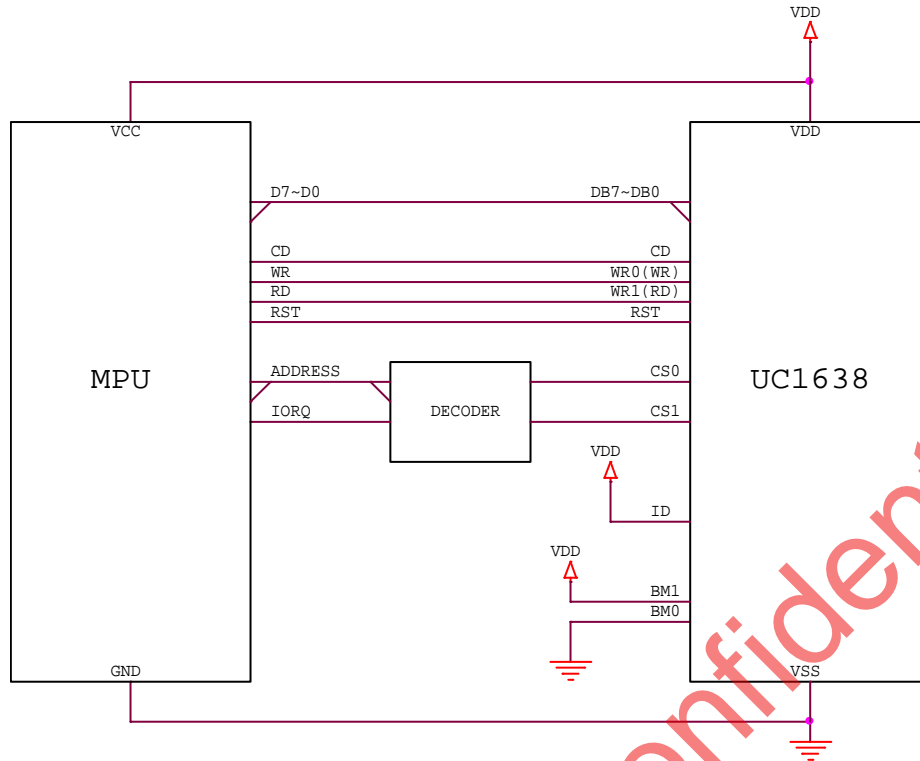 VDD
VCC
VDD
D7~D0 DB7~DB0
CD CD
WR WR0(WR)
RD WR1(RD)
RST RST
MPU
ADDRESS CS0
UC1638
DECODER
IORQ CS1
VDD
ID
VDD
BM1
BM0
GND
VSS